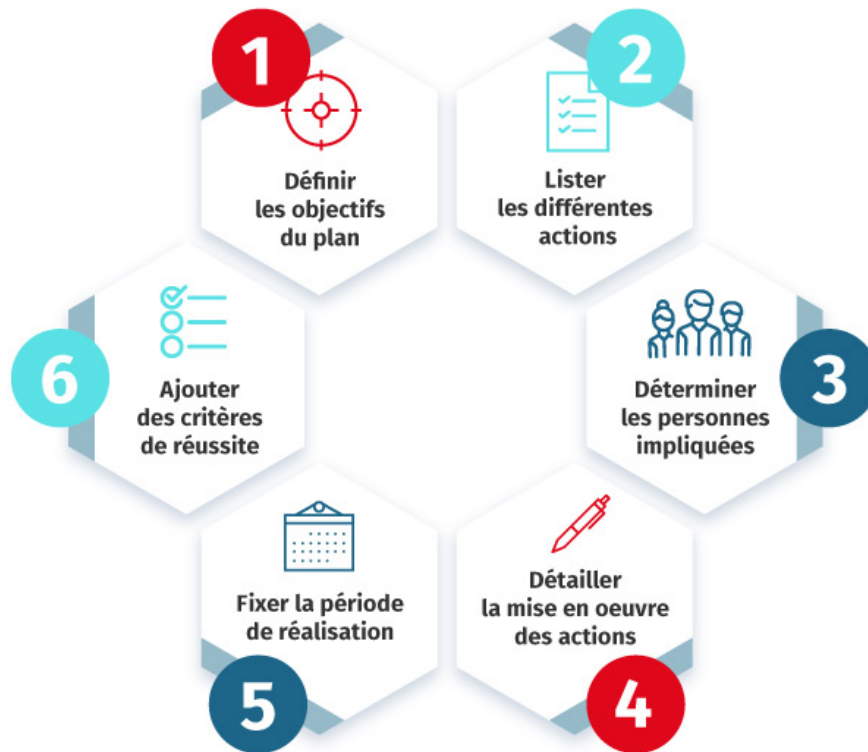 1
Définir
les objectifs
du plan
2
Lister
les différentes
actions
3
Déterminer
les personnes
impliquées
4
Détailler
la mise en oeuvre
des actions
5
Fixer la période
de réalisation
6
Ajouter
des critères
de réussite